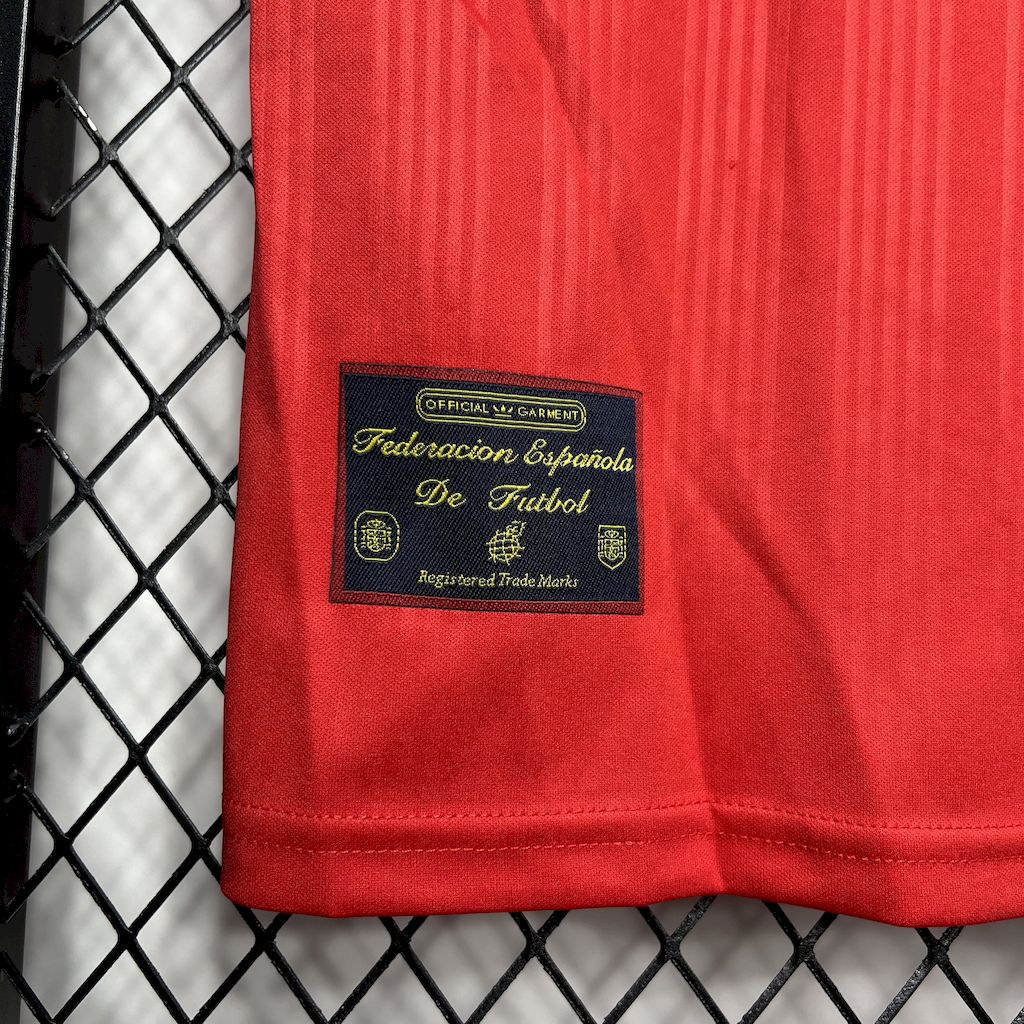 OFFICIAL GARMENT
Federacion Española
De Futbol
Registered Trade Marks